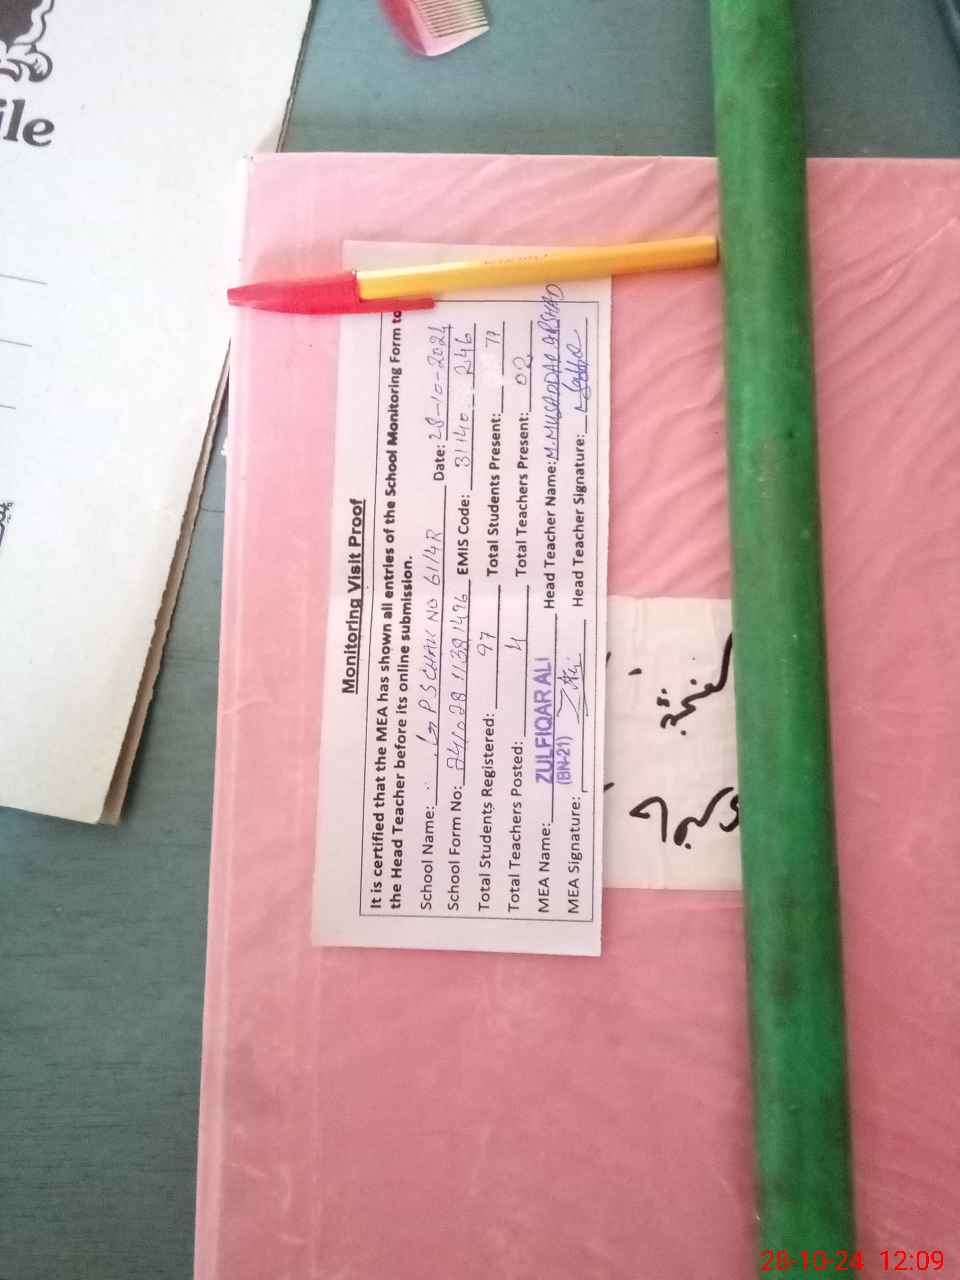 ile
Monitoring Visit Proof
It is certified that the MEA has shown all entries of the School Monitoring Form to
the Head Teacher before its online submission.
School Name: GPS CHAK NO 61/4R Date: 28-10-2024
School Form No: EMIS Code: 31140 246
Total Students Registered: 97 Total Students Present: 77
Total Teachers Posted: 4 Total Teachers Present: 02
MEA Name: ZULFIQAR ALI Head Teacher Name: M. ARSHAD
(BN-21)
MEA Signature: Head Teacher Signature:
28-10-24 12:09